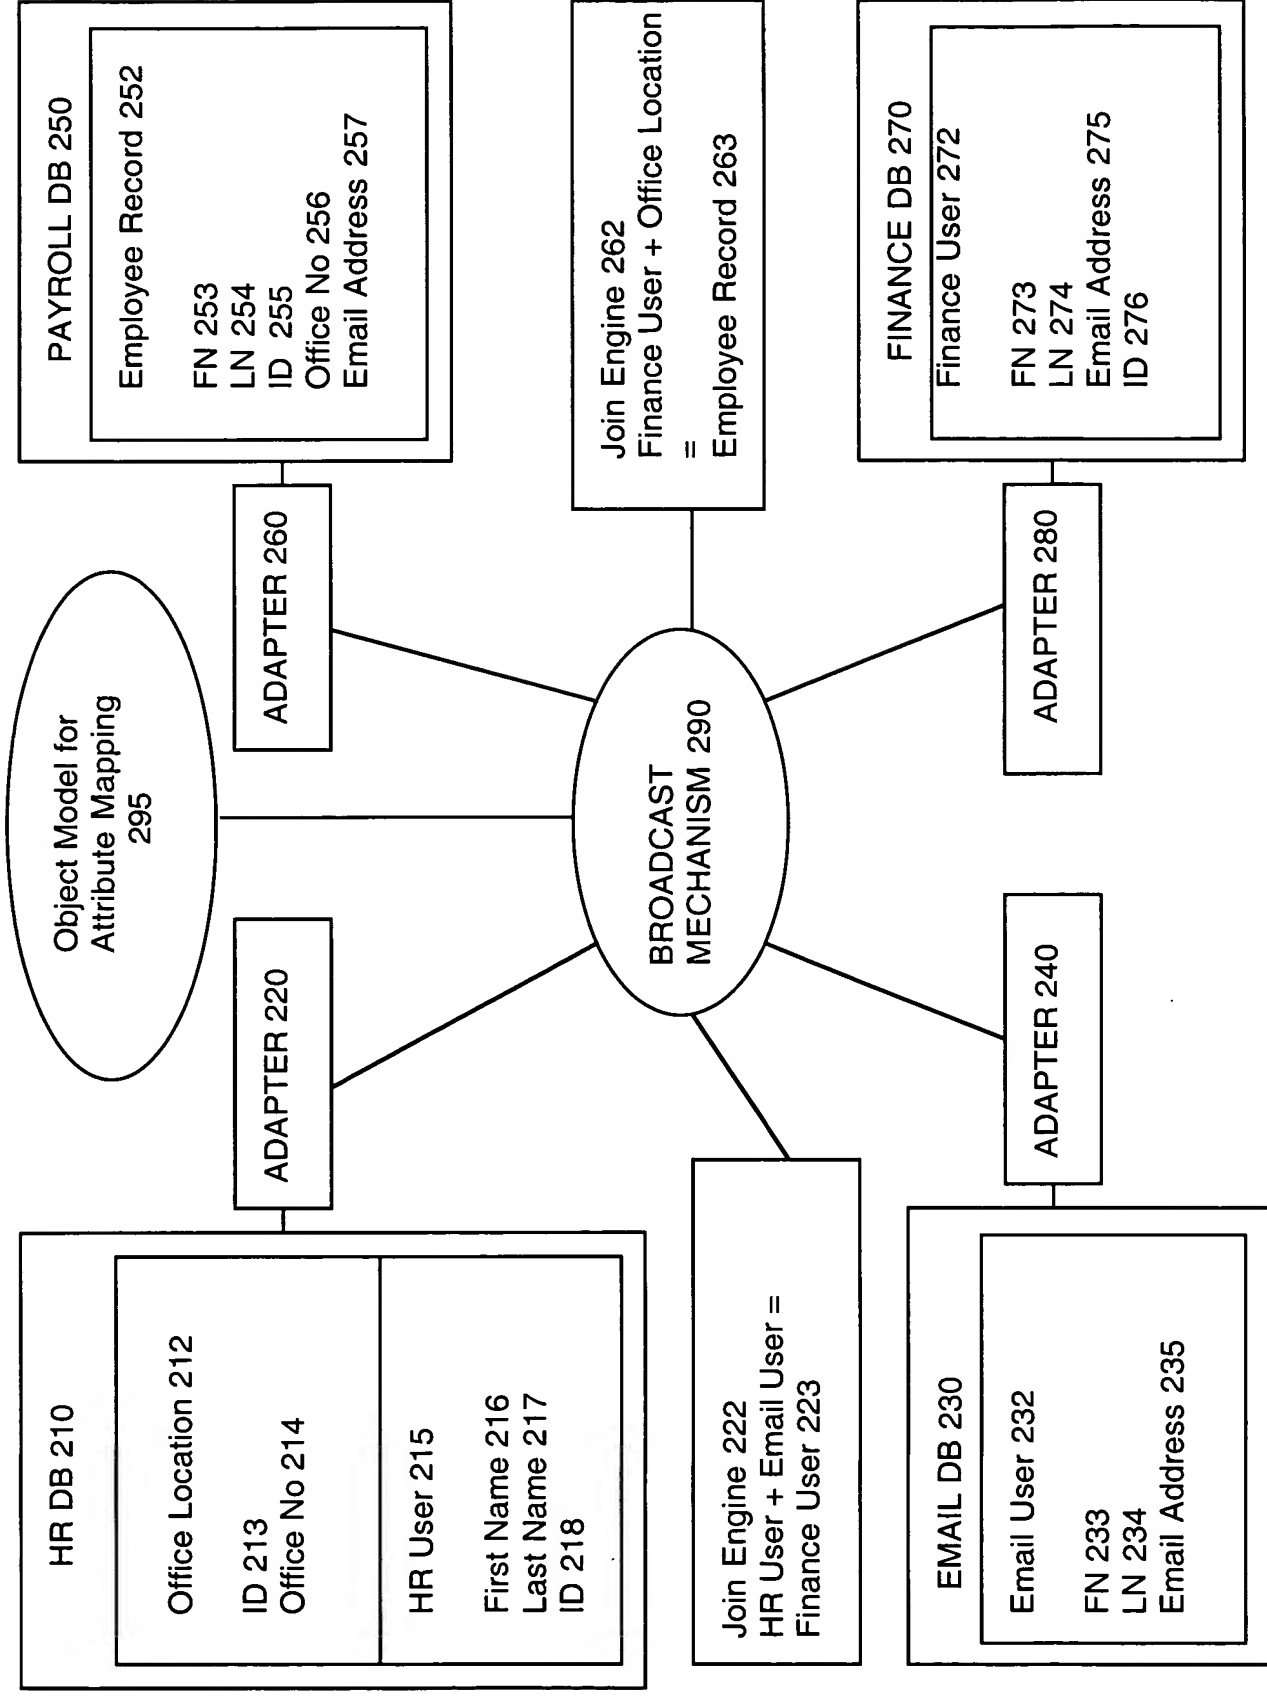 HR DB 210
Office Location 212
ID 213
Office No 214
HR User 215
First Name 216
Last Name 217
ID 218
ADAPTER 220
Object Model for
Attribute Mapping
295
ADAPTER 260
PAYROLL DB 250
Employee Record 252
FN 253
LN 254
ID 255
Office No 256
Email Address 257
Join Engine 222
HR User + Email User =
Finance User 223
BROADCAST
MECHANISM 290
Join Engine 262
Finance User + Office Location
=
Employee Record 263
EMAIL DB 230
Email User 232
FN 233
LN 234
Email Address 235
ADAPTER 240
ADAPTER 280
FINANCE DB 270
Finance User 272
FN 273
LN 274
Email Address 275
ID 276